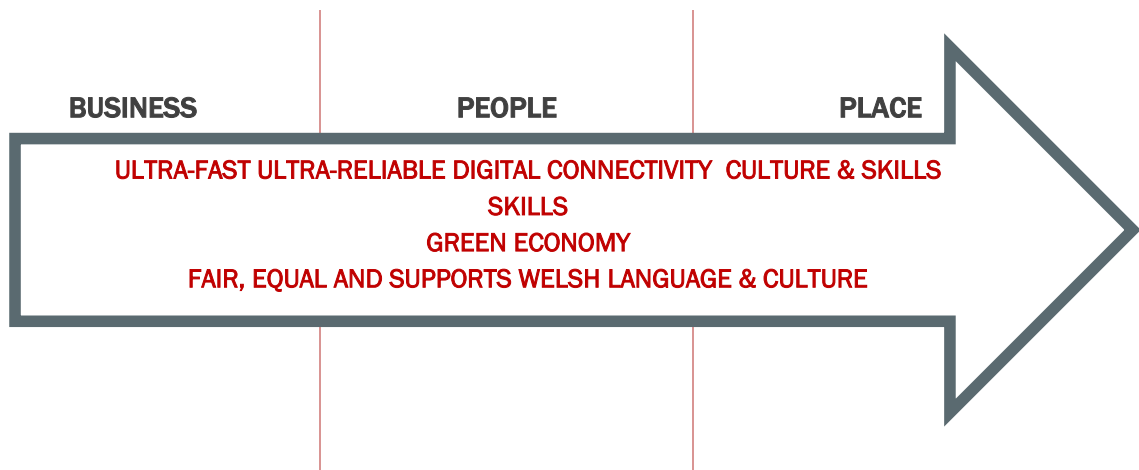 BUSINESS PEOPLE PLACE
ULTRA-FAST ULTRA-RELIABLE DIGITAL CONNECTIVITY  CULTURE & SKILLS
SKILLS
GREEN ECONOMY
FAIR, EQUAL AND SUPPORTS WELSH LANGUAGE & CULTURE